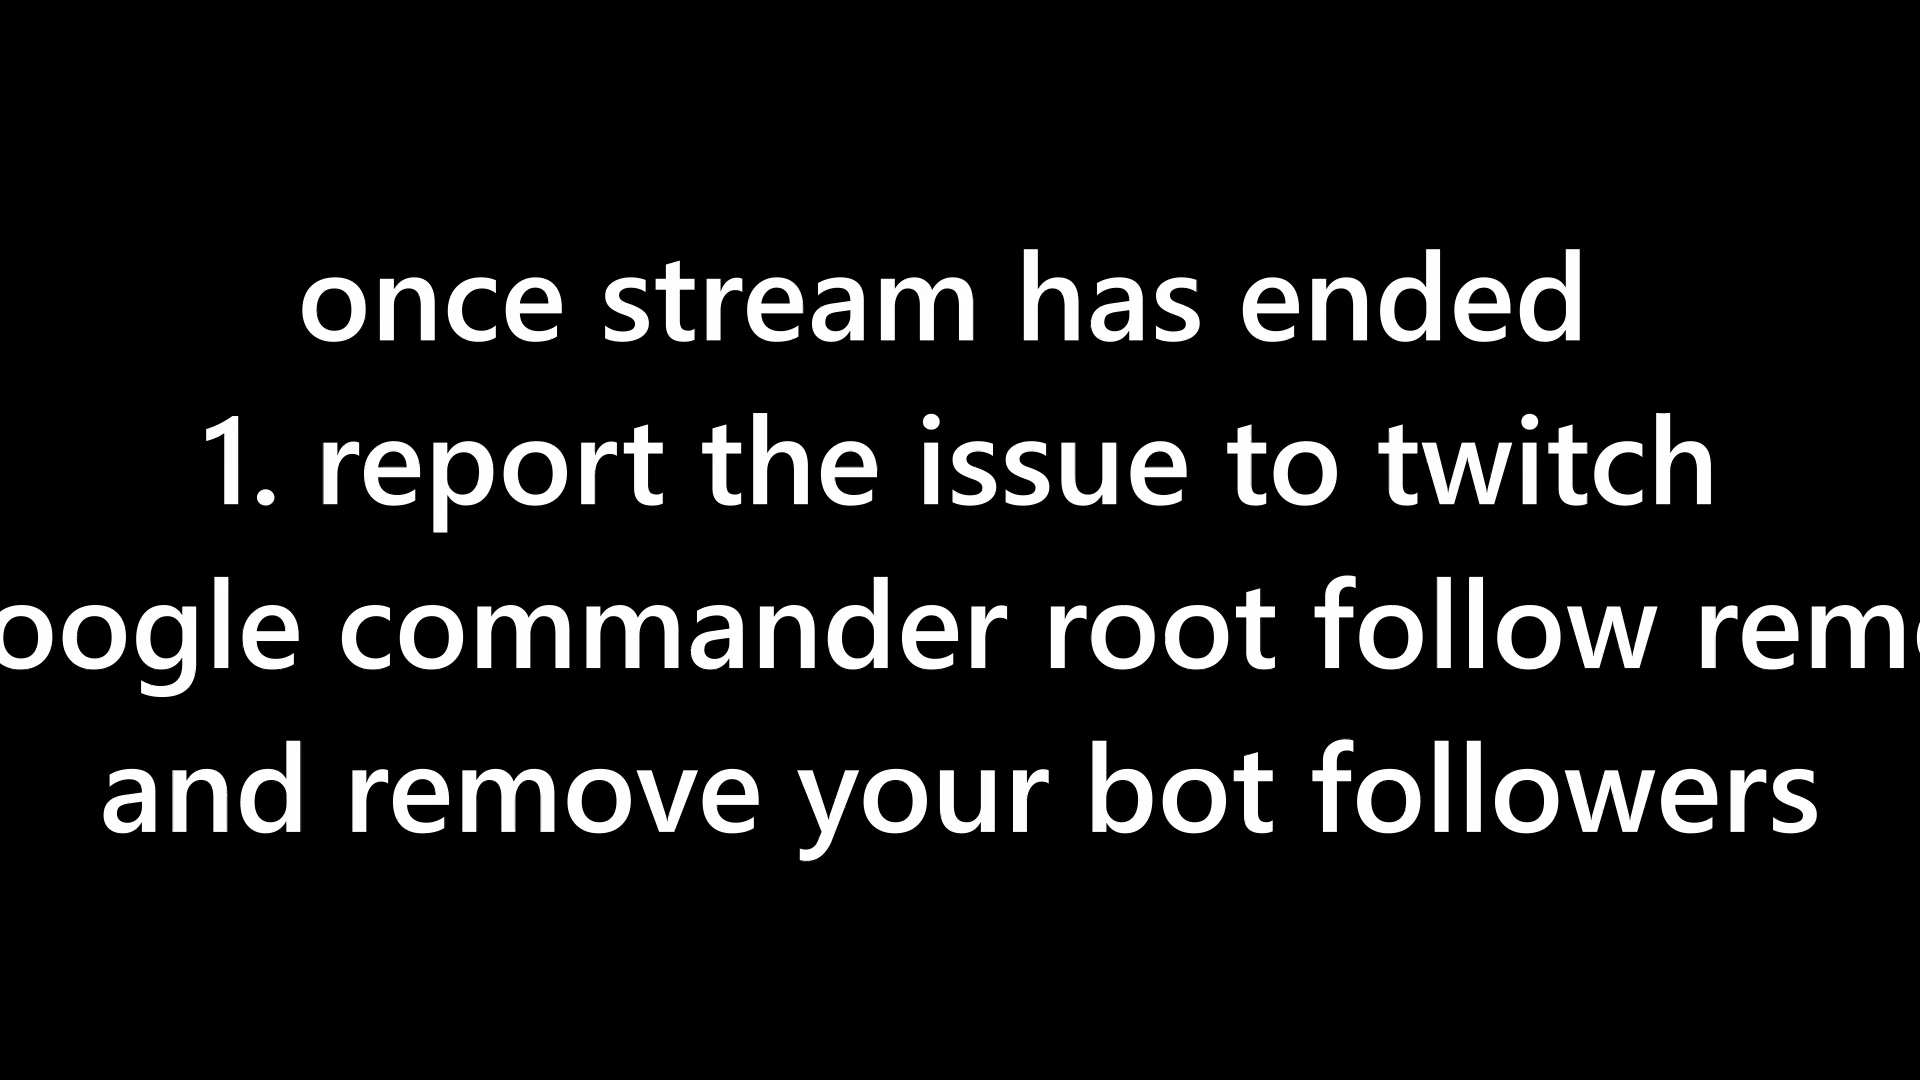 once stream has ended
1. report the issue to twitch
oogle commander root follow rem
and remove your bot followers